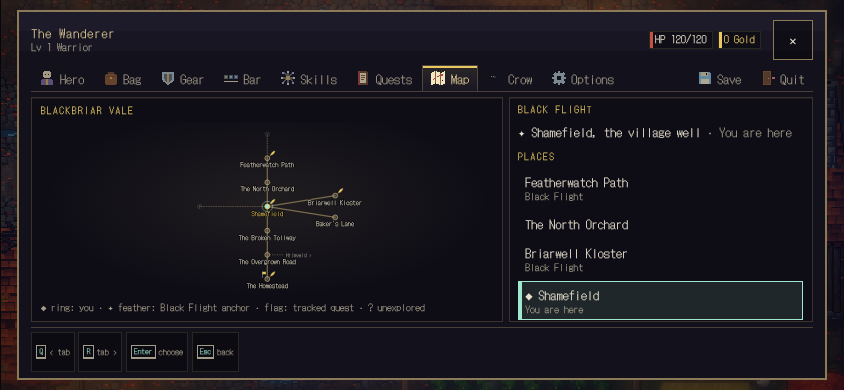 The Wanderer
Lv 1 Warrior
HP 120/120
0 Gold
×
Hero
Bag
Gear
Bar
Skills
Quests
Map
Crow
Options
Save
Quit
BLACKBRIAR VALE
Featherwatch Path
The North Orchard
Briarwell Kloster
Shamefield
Baker's Lane
The Broken Tollway
The Overgrown Road
The Homestead
◆ ring: you · ✦ feather: Black Flight anchor · flag: tracked quest · ? unexplored
BLACK FLIGHT
✦ Shamefield, the village well · You are here
PLACES
Featherwatch Path
Black Flight
The North Orchard
Briarwell Kloster
Black Flight
◆ Shamefield
You are here
Q < tab
R tab >
Enter choose
Esc back